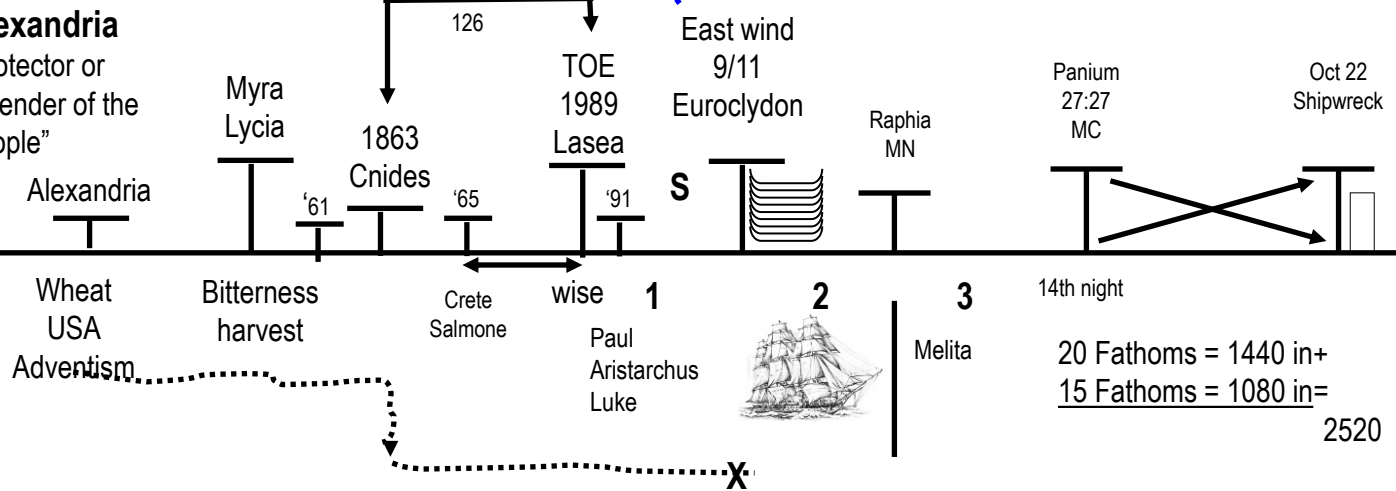 exandria
otector or
ender of the
ople”
Alexandria
Myra
Lycia
‘61
1863
Cnides
126
‘65
TOE
1989
Lasea
‘91
S
East wind
9/11
Euroclydon
Raphia
MN
Panium
27:27
MC
Oct 22
Shipwreck
Wheat
USA
Adventism
Bitterness
harvest
Crete
Salmone
wise
1
Paul
Aristarchus
Luke
2
3
Melita
14th night
20 Fathoms = 1440 in+
15 Fathoms = 1080 in=
2520
X